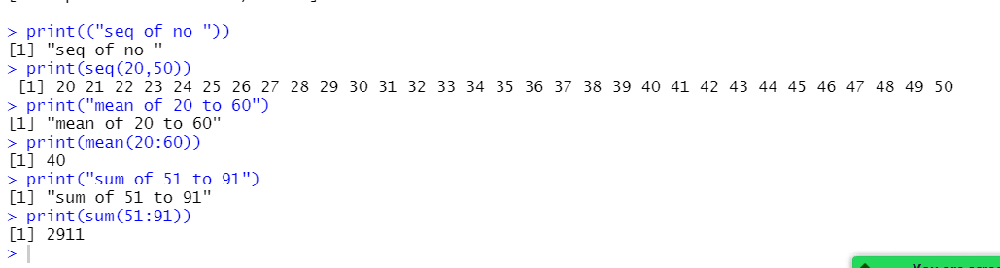 > print(("seq of no "))
[1] "seq of no "
> print(seq(20,50))
 [1] 20 21 22 23 24 25 26 27 28 29 30 31 32 33 34 35 36 37 38 39 40 41 42 43 44 45 46 47 48 49 50
> print("mean of 20 to 60")
[1] "mean of 20 to 60"
> print(mean(20:60))
[1] 40
> print("sum of 51 to 91")
[1] "sum of 51 to 91"
> print(sum(51:91))
[1] 2911
>
You are